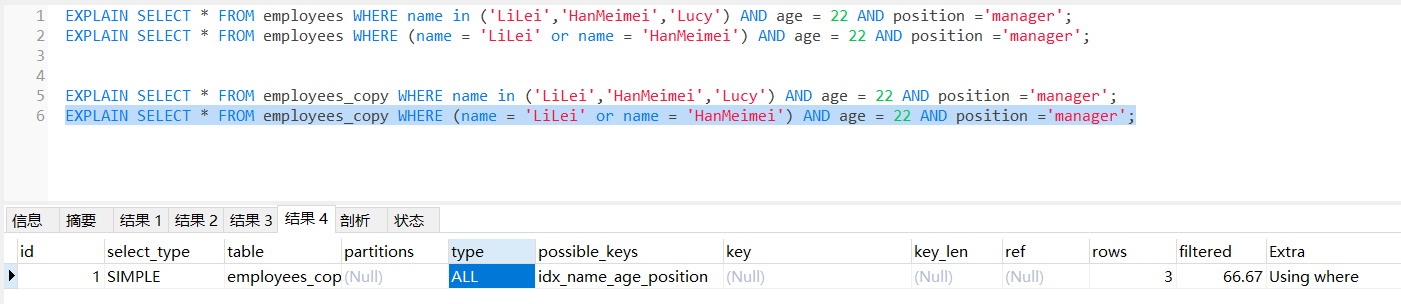 1 EXPLAIN SELECT * FROM employees WHERE name in ('LiLei','HanMeimei','Lucy') AND age = 22 AND position ='manager';
2 EXPLAIN SELECT * FROM employees WHERE (name = 'LiLei' or name = 'HanMeimei') AND age = 22 AND position ='manager';
3
4
5 EXPLAIN SELECT * FROM employees_copy WHERE name in ('LiLei','HanMeimei','Lucy') AND age = 22 AND position ='manager';
6 EXPLAIN SELECT * FROM employees_copy WHERE (name = 'LiLei' or name = 'HanMeimei') AND age = 22 AND position ='manager';
信息 摘要 结果 1 结果 2 结果 3 结果 4 剖析 状态
id select_type table partitions type possible_keys key key_len ref rows filtered Extra
1 SIMPLE employees_cop (Null) ALL idx_name_age_position (Null) (Null) (Null) 3 66.67 Using where